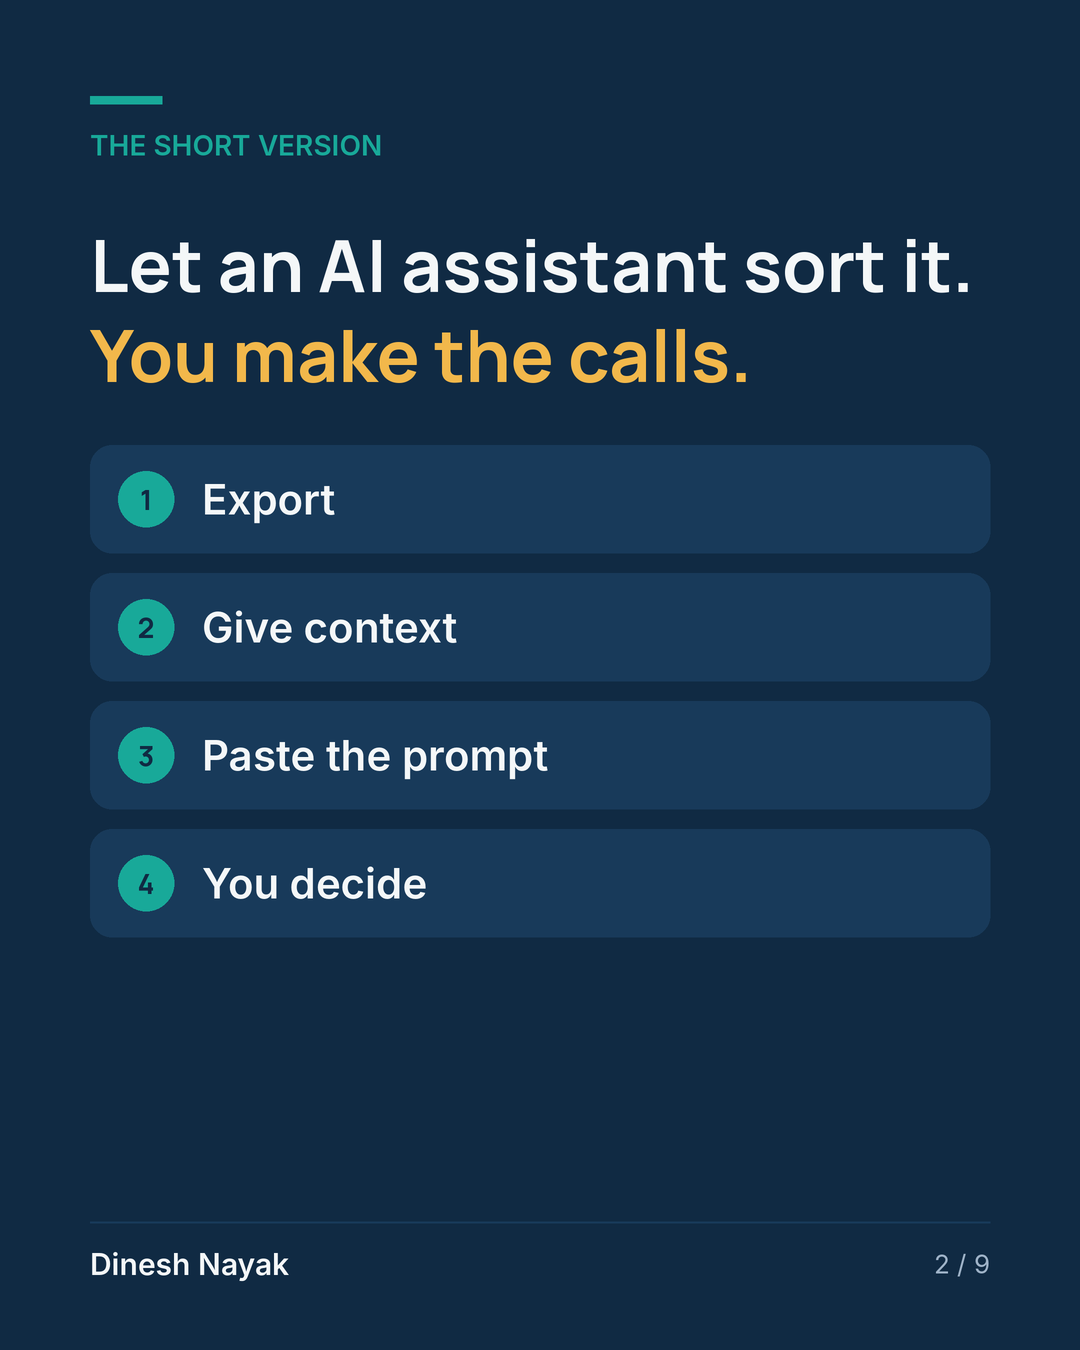 THE SHORT VERSION
Let an AI assistant sort it.
You make the calls.
1 Export
2 Give context
3 Paste the prompt
4 You decide
Dinesh Nayak
2 / 9